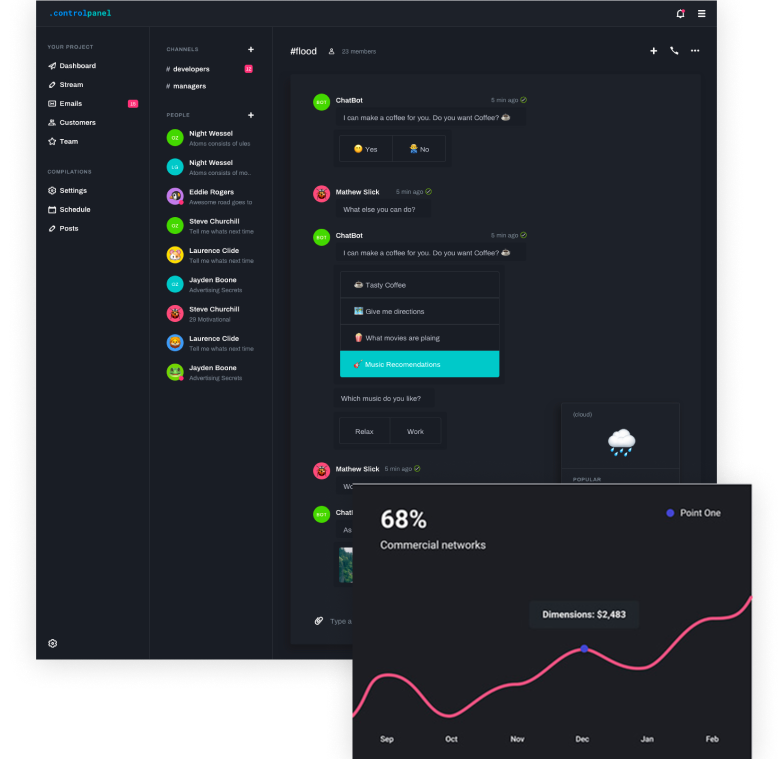 .controlpanel
YOUR PROJECT
Dashboard
Stream
Emails
Customers
Team
COMPILATIONS
Settings
Schedule
Posts
CHANNELS +
# developers
# managers
PEOPLE +
OZ Night Wessel
Atoms consists of ules
Night Wessel
Atoms consists of mo..
Eddie Rogers
Awesome road goes to
OZ Steve Churchill
Tell me whats next time
Laurence Clide
Tell me whats next time
Jayden Boone
Advertising Secrets
Steve Churchill
29 Motivational
Laurence Clide
Tell me whats next time
Jayden Boone
Advertising Secrets
#flood 23 members
BOT ChatBot 5 min ago
I can make a coffee for you. Do you want Coffee? ☕
Yes No
Mathew Slick 5 min ago
What else you can do?
BOT ChatBot 5 min ago
I can make a coffee for you. Do you want Coffee? ☕
Tasty Coffee
Give me directions
What movies are plaing
Music Recomendations
Which music do you like?
Relax Work
Mathew Slick 5 min ago
Wo
BOT Chat
As
Type a
(cloud)
POPULAR
68%
Commercial networks
Point One
Dimensions: $2,483
Sep Oct Nov Dec Jan Feb